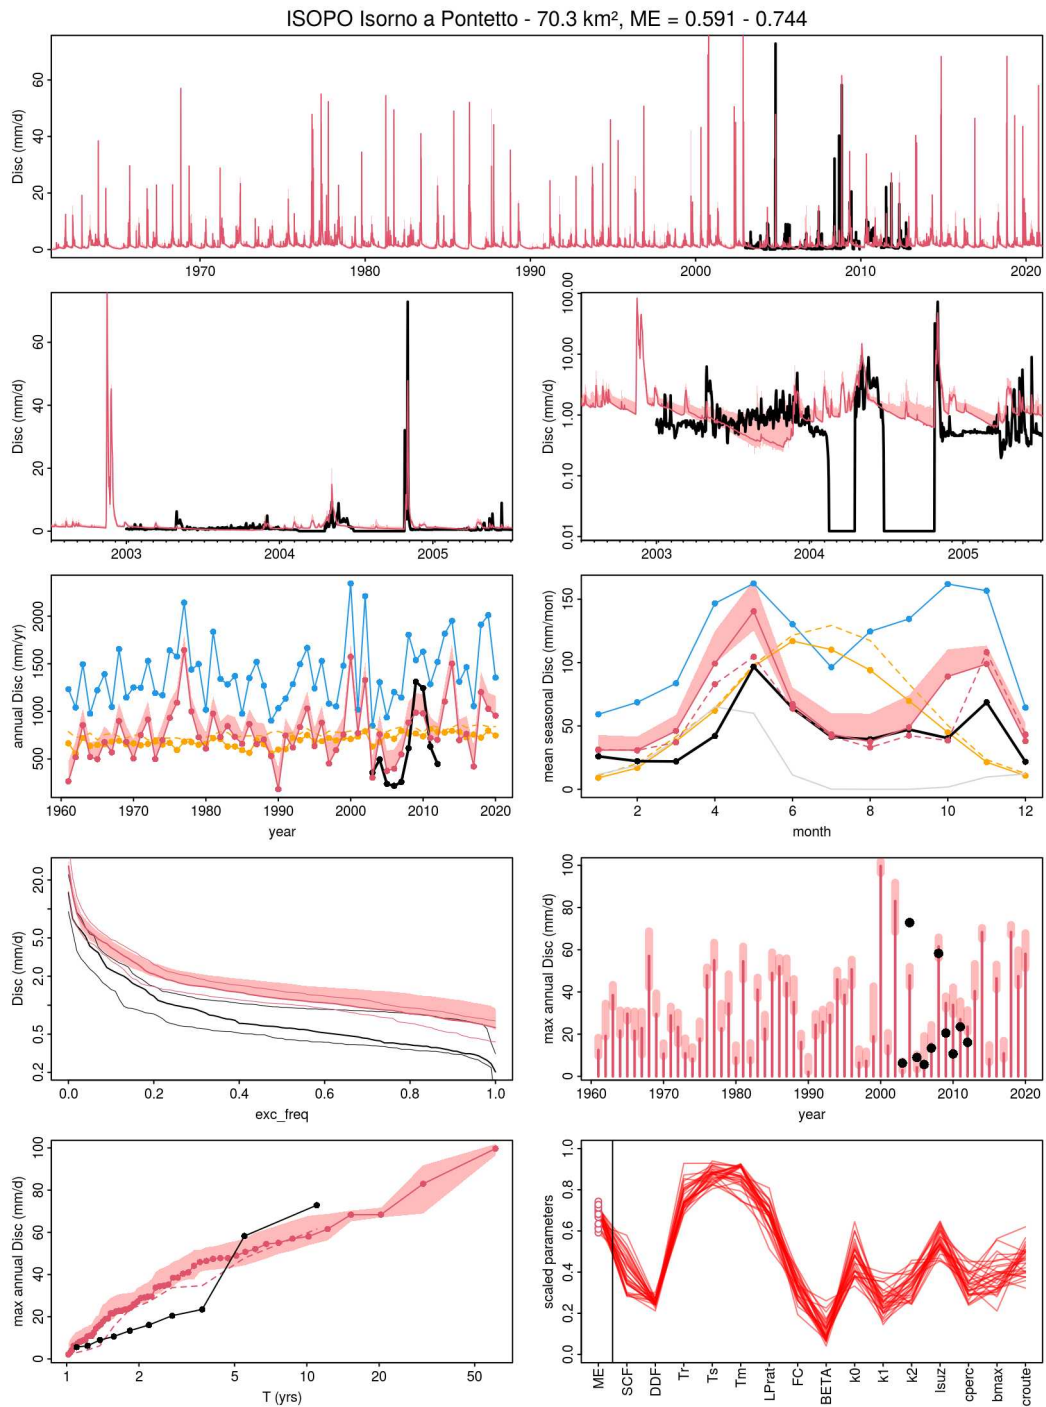 ISOPO Isorno a Pontetto - 70.3 km², ME = 0.591 - 0.744
Disc (mm/d)
0 20 40 60
1970 1980 1990 2000 2010 2020
Disc (mm/d)
0 20 40 60
2003 2004 2005
Disc (mm/d)
0.01 0.10 1.00 10.00 100.00
2003 2004 2005
annual Disc (mm/yr)
500 1000 1500 2000
1960 1970 1980 1990 2000 2010 2020
year
mean seasonal Disc (mm/mon)
0 50 100 150
2 4 6 8 10 12
month
Disc (mm/d)
0.2 0.5 2.0 5.0 20.0
0.0 0.2 0.4 0.6 0.8 1.0
exc_freq
max annual Disc (mm/d)
0 20 40 60 80 100
1960 1970 1980 1990 2000 2010 2020
year
max annual Disc (mm/d)
0 20 40 60 80 100
1 2 5 10 20 50
T (yrs)
scaled parameters
0.0 0.2 0.4 0.6 0.8 1.0
ME SCF DDF Tr Ts Tm LPrat FC BETA k0 k1 k2 lsuz cperc bmax croute